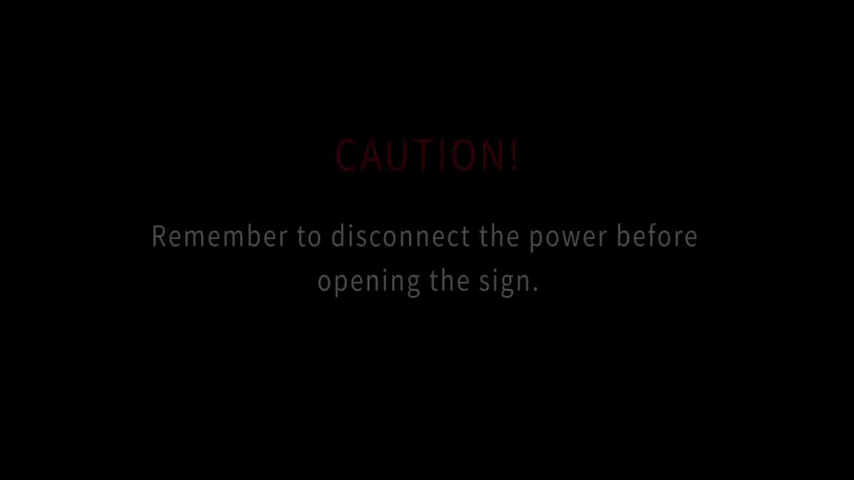 CAUTION!
Remember to disconnect the power before
opening the sign.